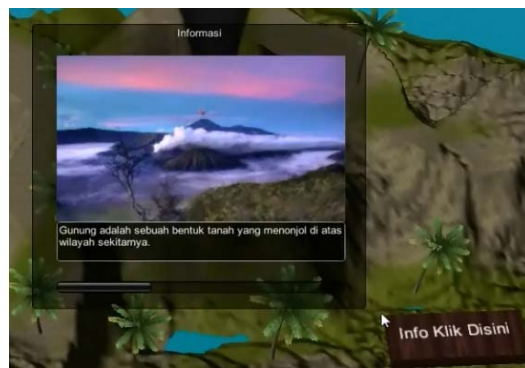 Informasi
Gunung adalah sebuah bentuk tanah yang menonjol di atas
wilayah sekitarnya.
Info Klik Disini